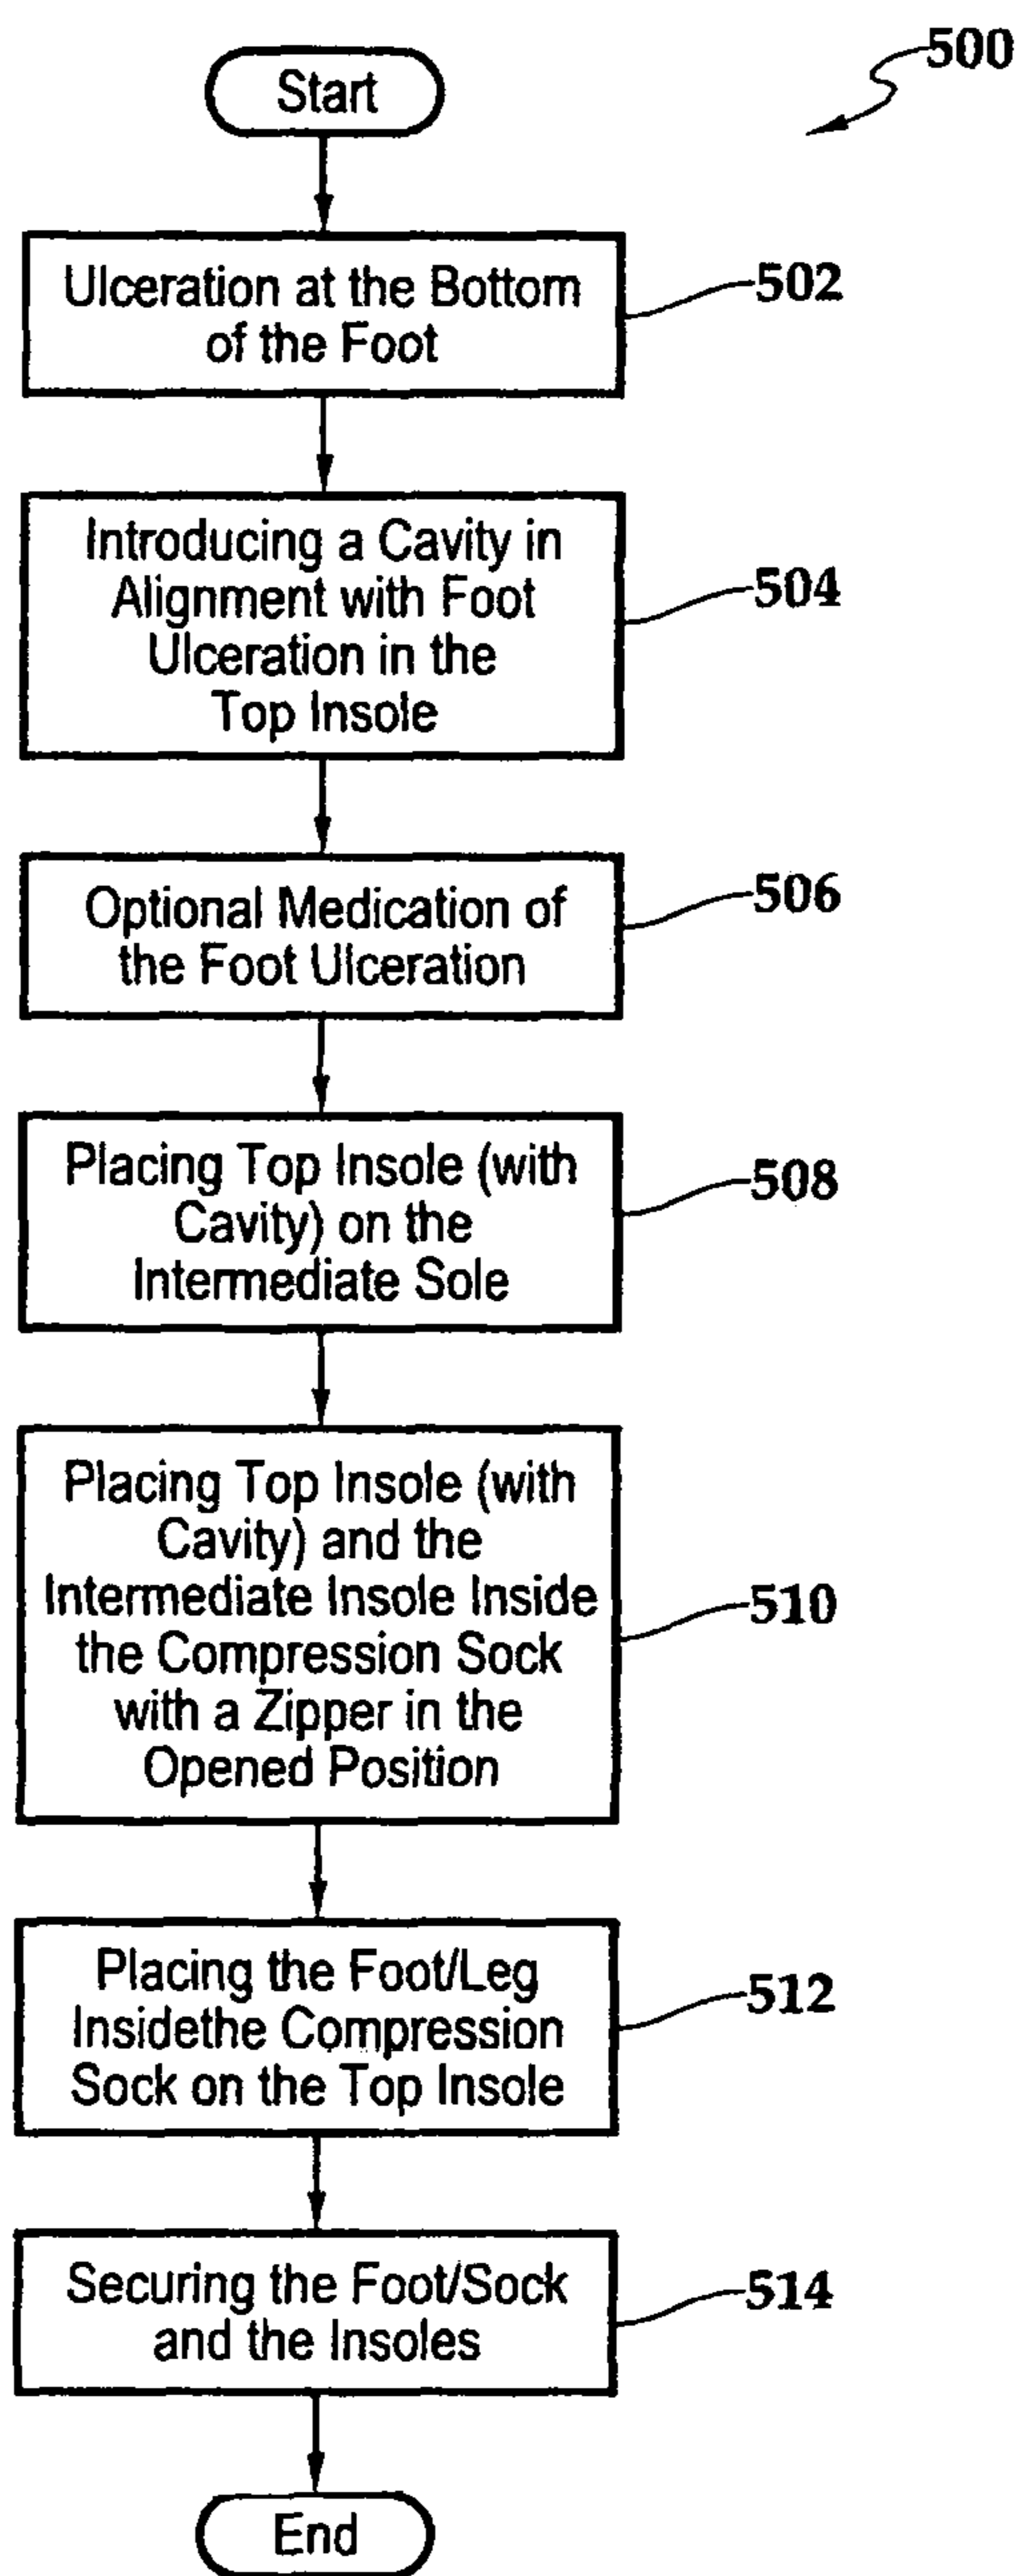 500
Start
Ulceration at the Bottom
of the Foot
502
Introducing a Cavity in
Alignment with Foot
Ulceration in the
Top Insole
504
Optional Medication of
the Foot Ulceration
506
Placing Top Insole (with
Cavity) on the
Intermediate Sole
508
Placing Top Insole (with
Cavity) and the
Intermediate Insole Inside
the Compression Sock
with a Zipper in the
Opened Position
510
Placing the Foot/Leg
Insidethe Compression
Sock on the Top Insole
512
Securing the Foot/Sock
and the Insoles
514
End